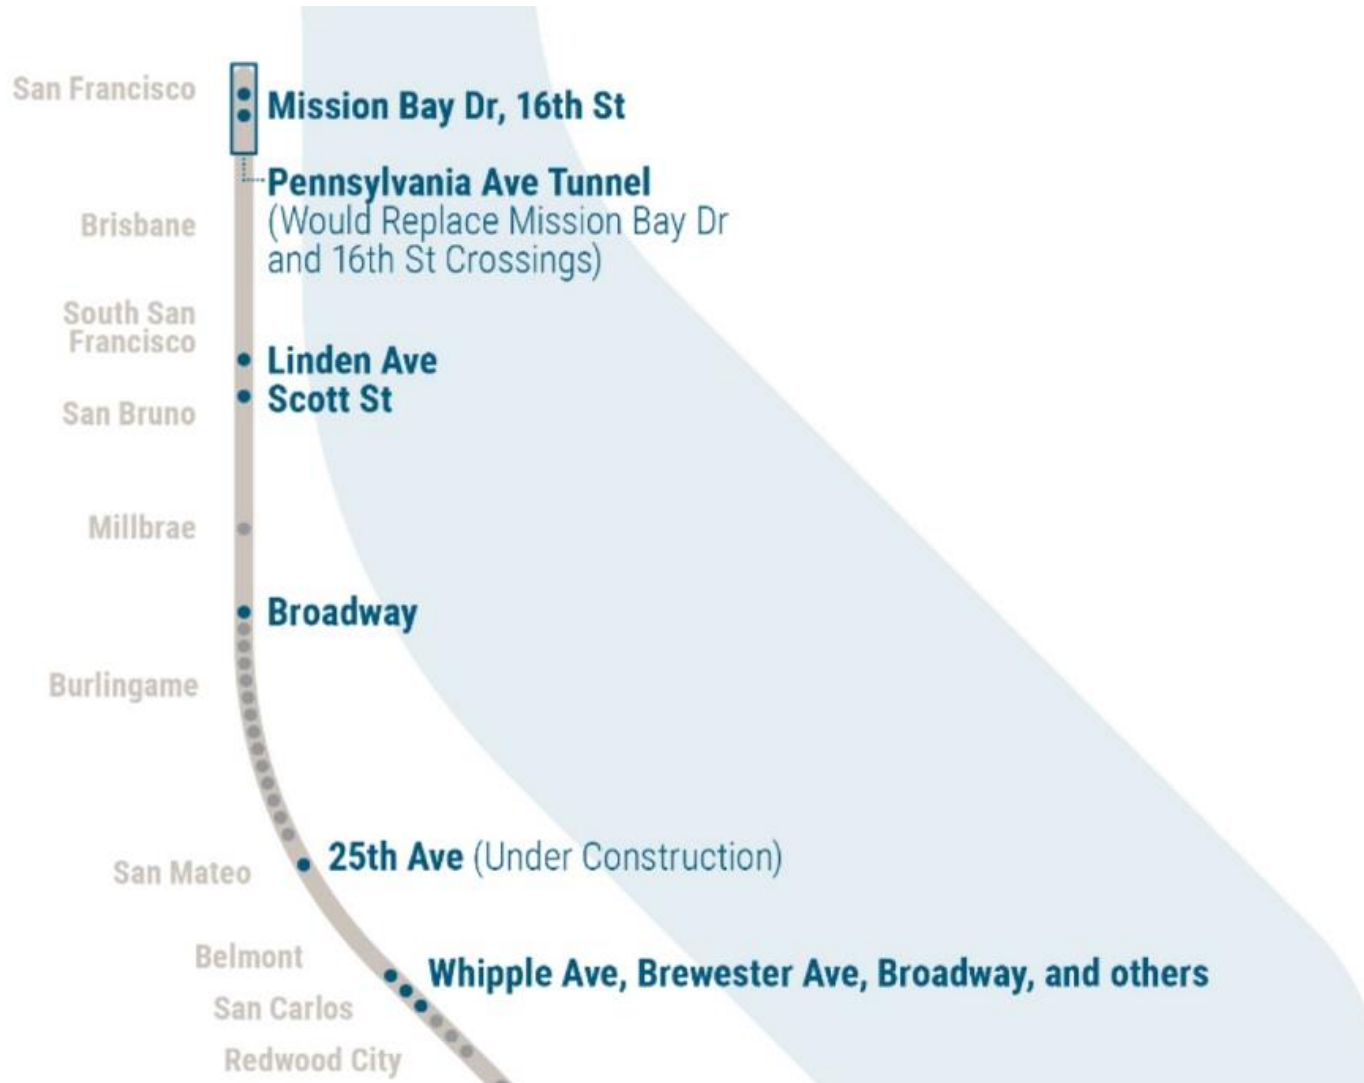 San Francisco
Mission Bay Dr, 16th St
Pennsylvania Ave Tunnel
(Would Replace Mission Bay Dr
and 16th St Crossings)
Brisbane
South San
Francisco
Linden Ave
Scott St
San Bruno
Millbrae
Broadway
Burlingame
25th Ave (Under Construction)
San Mateo
Belmont
Whipple Ave, Brewester Ave, Broadway, and others
San Carlos
Redwood City